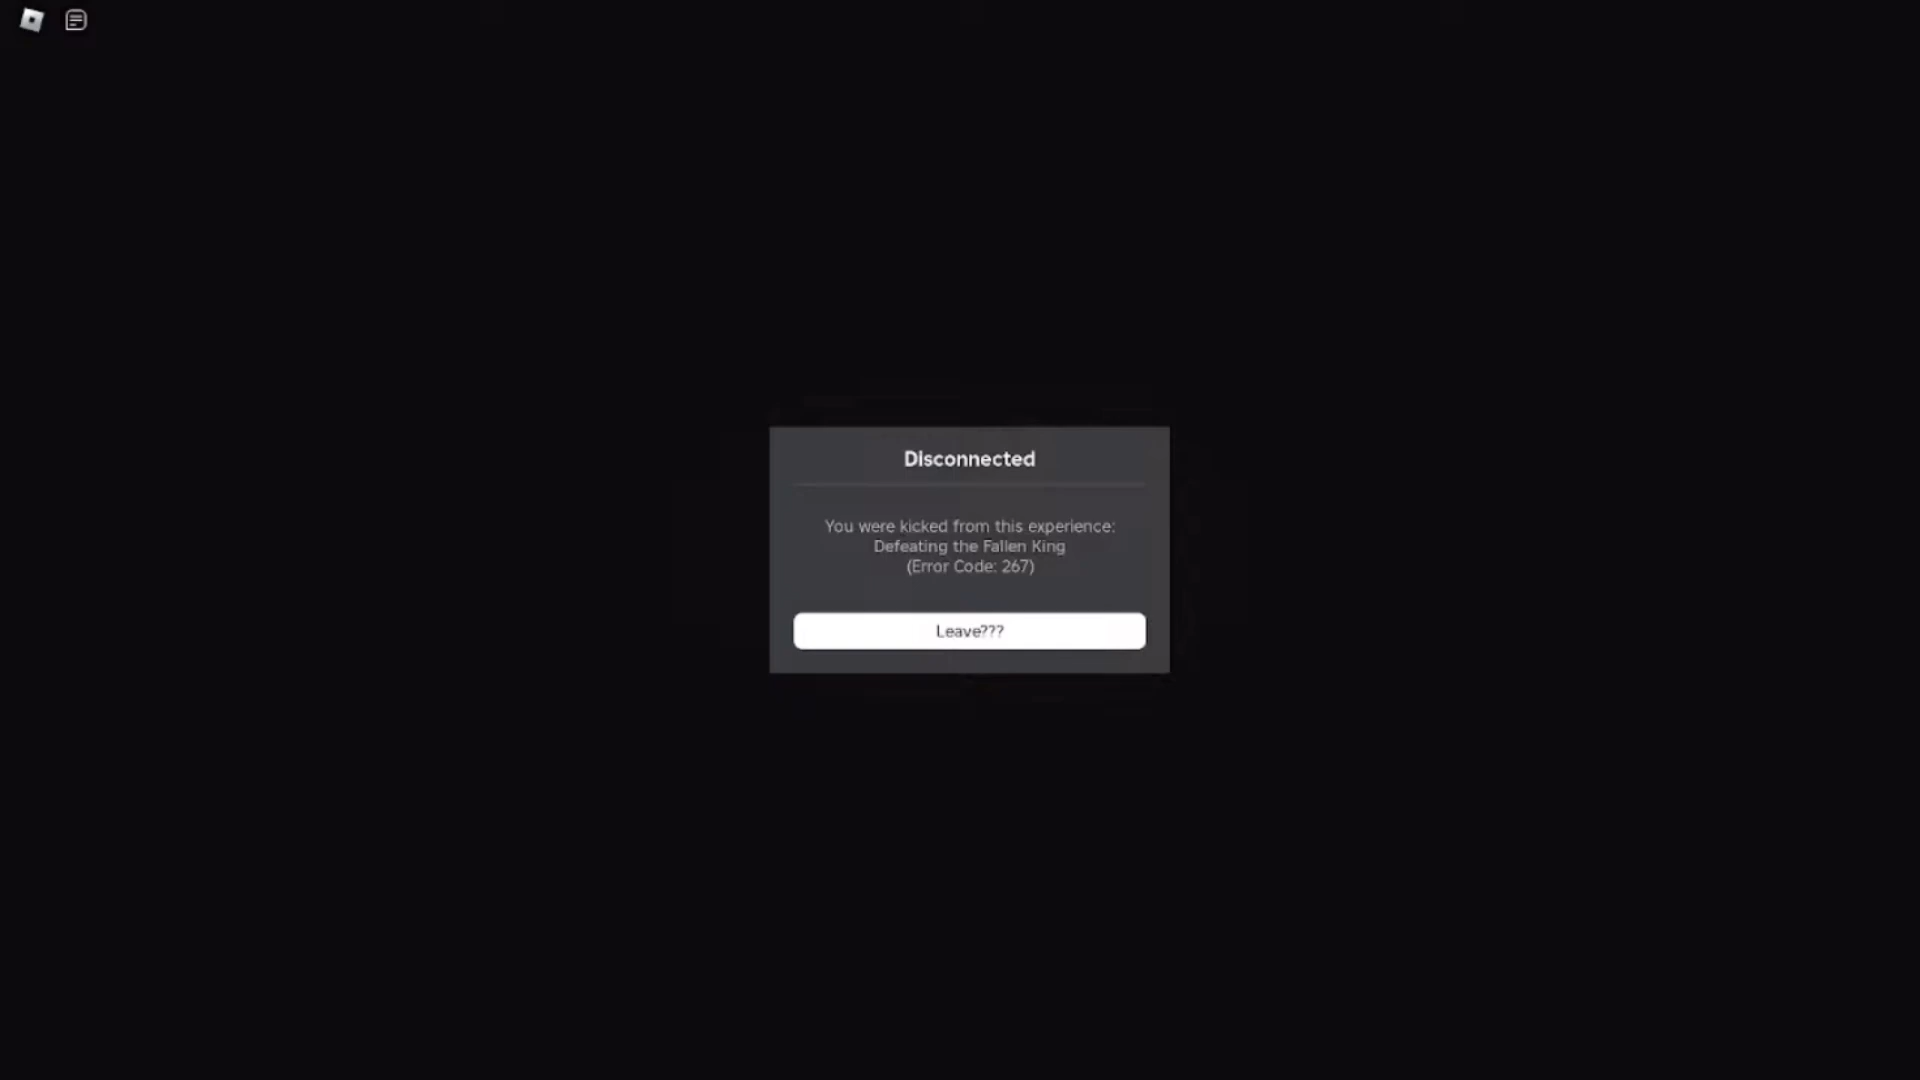 Disconnected
You were kicked from this experience:
Defeating the Fallen King
(Error Code: 267)
Leave???